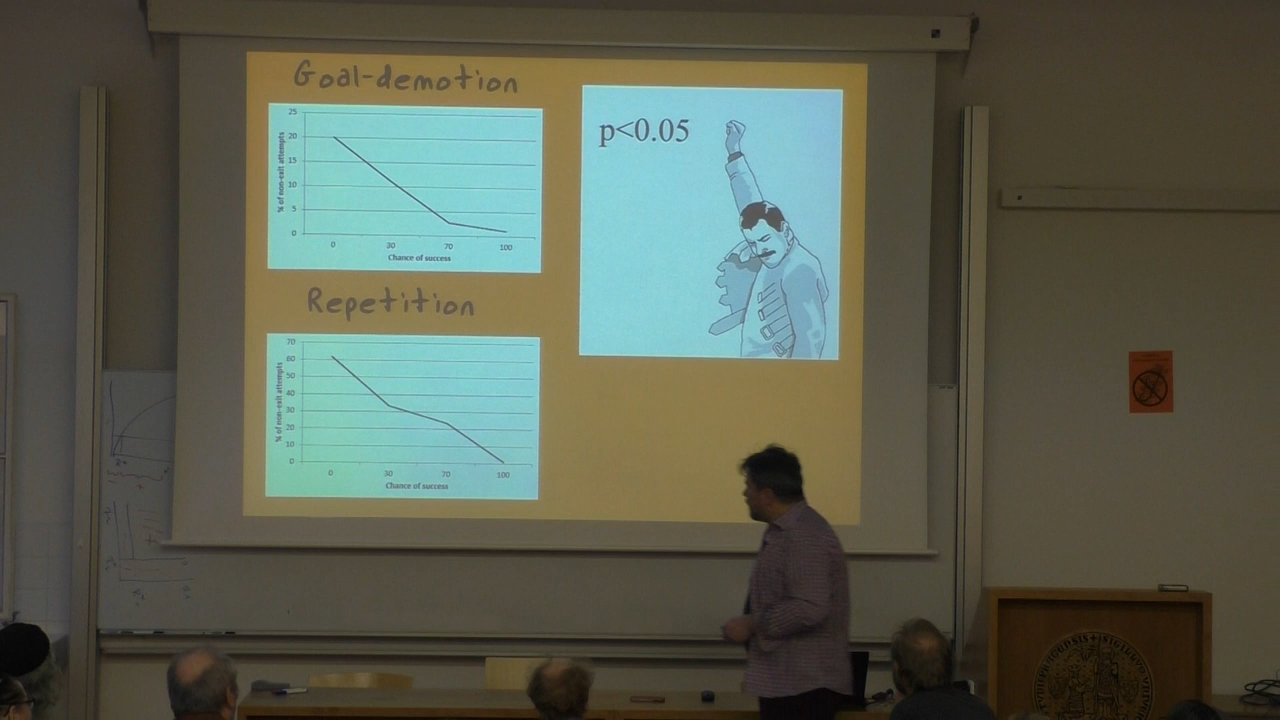 Goal-demotion
25
20
15
10
5
0
% of non-exit attempts
0 30 70 100
Chance of success
p<0.05
Repetition
70
60
50
40
30
20
10
0
% of non-exit attempts
0 30 70 100
Chance of success